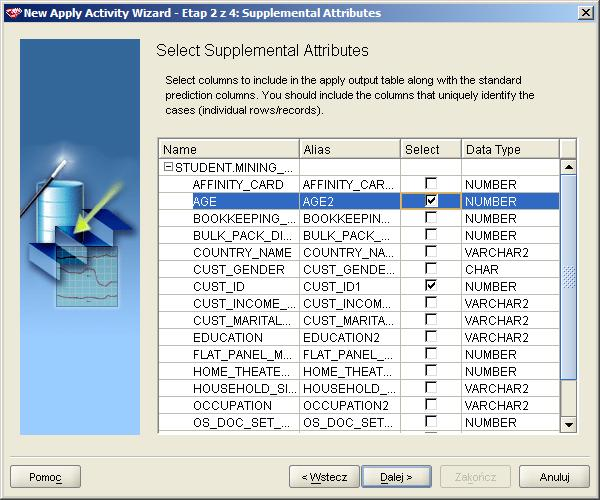 New Apply Activity Wizard - Etap 2 z 4: Supplemental Attributes
Select Supplemental Attributes
Select columns to include in the apply output table along with the standard
prediction columns. You should include the columns that uniquely identify the
cases (individual rows/records).
Name Alias Select Data Type
STUDENT.MINING_...
AFFINITY_CARD AFFINITY_CAR... NUMBER
AGE AGE2 NUMBER
BOOKKEEPING_... BOOKKEEPIN... NUMBER
BULK_PACK_DI... BULK_PACK_... NUMBER
COUNTRY_NAME COUNTRY_NA... VARCHAR2
CUST_GENDER CUST_GENDE... CHAR
CUST_ID CUST_ID1 NUMBER
CUST_INCOME_... CUST_INCOM... VARCHAR2
CUST_MARITAL... CUST_MARITA... VARCHAR2
EDUCATION EDUCATION2 VARCHAR2
FLAT_PANEL_M... FLAT_PANEL_... NUMBER
HOME_THEATE... HOME_THEAT... NUMBER
HOUSEHOLD_SI... HOUSEHOLD_... VARCHAR2
OCCUPATION OCCUPATION2 VARCHAR2
OS_DOC_SET_... OS_DOC_SET_... NUMBER
Pomoc < Wstecz Dalej > Zakończ Anuluj